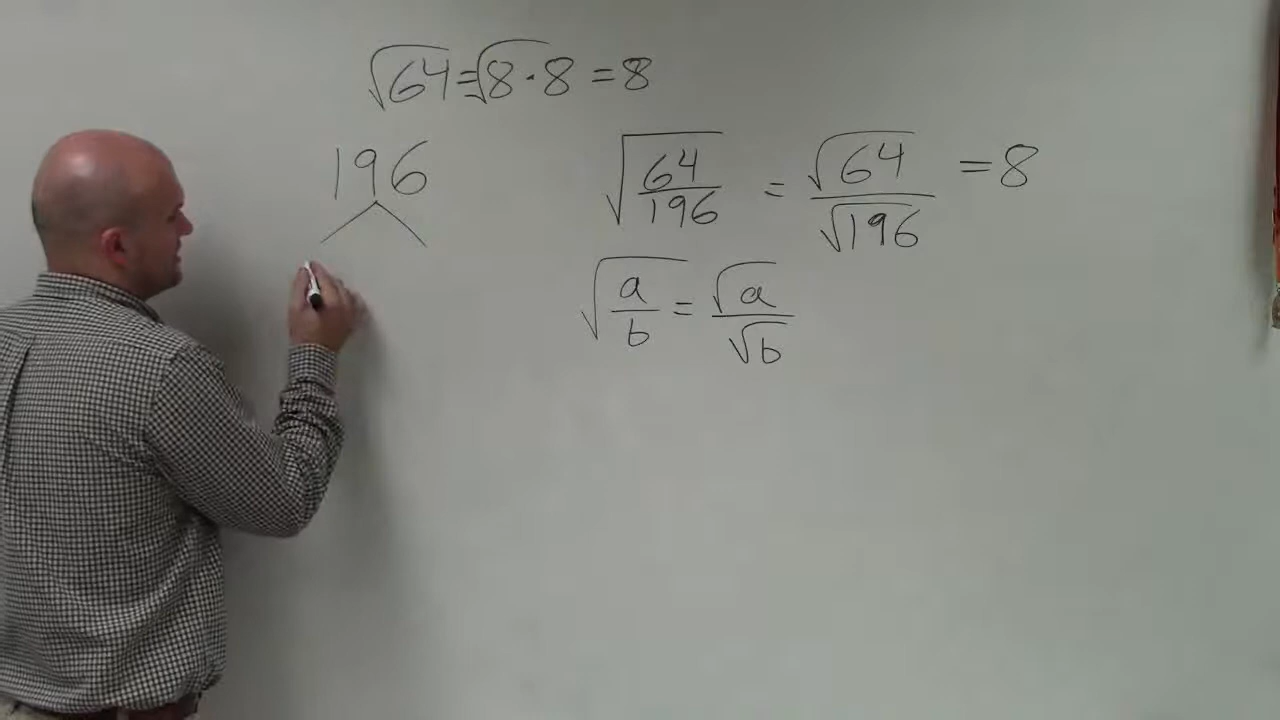 √64 = √8·8 = 8
196
√(64/196) = √64/√196 = 8
√(a/b) = √a/√b